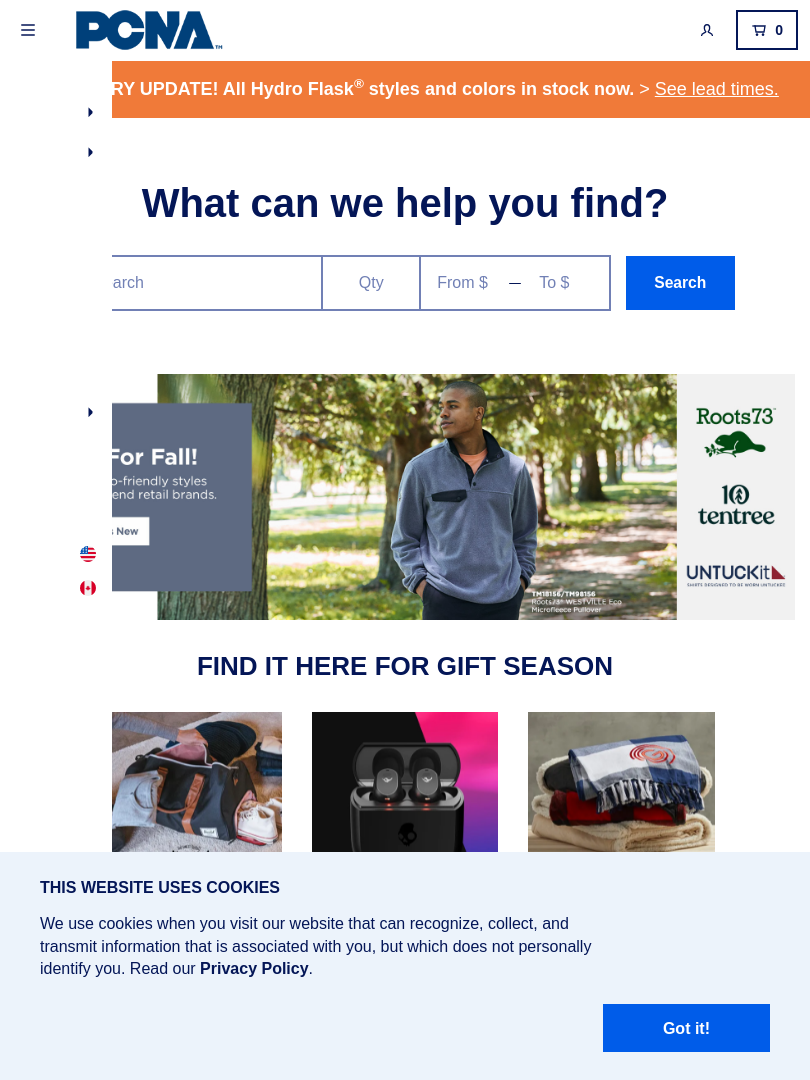 PCNA™
0
RY UPDATE! All Hydro Flask® styles and colors in stock now. > See lead times.
What can we help you find?
arch
Qty
From $ — To $
Search
For Fall!
o-friendly styles
end retail brands.
s New
TM18156/TM98156
Roots73® WESTVILLE Eco
Microfleece Pullover
Roots73
10
tentree
UNTUCKit
SHIRTS DESIGNED TO BE WORN UNTUCKED
FIND IT HERE FOR GIFT SEASON
THIS WEBSITE USES COOKIES
We use cookies when you visit our website that can recognize, collect, and
transmit information that is associated with you, but which does not personally
identify you. Read our Privacy Policy.
Got it!